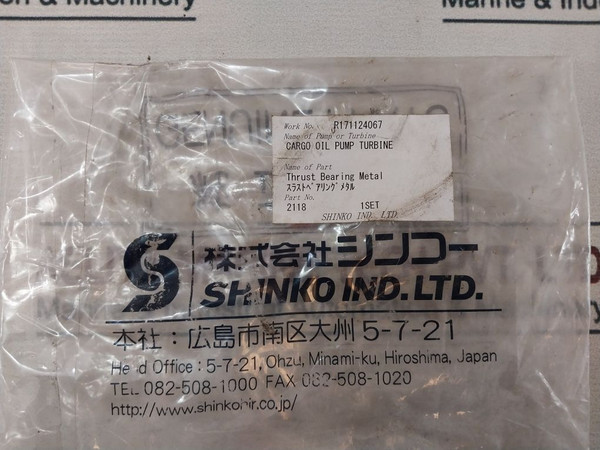 & Machinery
Marine & Ind
Work No. R171124067
Name of Pump or Turbine
CARGO OIL PUMP TURBINE
Name of Part
Thrust Bearing Metal
スラストベアリングメタル
Part No.
2118 1SET
SHINKO IND. LTD.
株式会社シンコー
SHINKO IND. LTD.
本社：広島市南区大州5-7-21
Head Office : 5-7-21, Ohzu, Minami-ku, Hiroshima, Japan
TEL 082-508-1000 FAX 082-508-1020
http://www.shinkohir.co.jp/